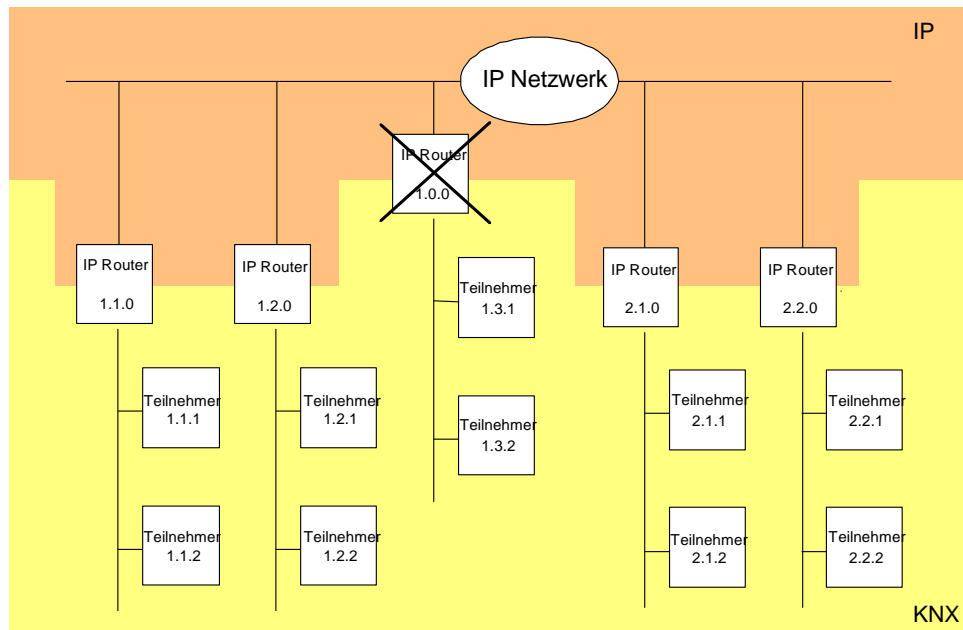 IP
IP Netzwerk
IP Router
1.0.0
IP Router
1.1.0
IP Router
1.2.0
IP Router
2.1.0
IP Router
2.2.0
Teilnehmer
1.3.1
Teilnehmer
1.1.1
Teilnehmer
1.2.1
Teilnehmer
2.1.1
Teilnehmer
2.2.1
Teilnehmer
1.3.2
Teilnehmer
1.1.2
Teilnehmer
1.2.2
Teilnehmer
2.1.2
Teilnehmer
2.2.2
KNX